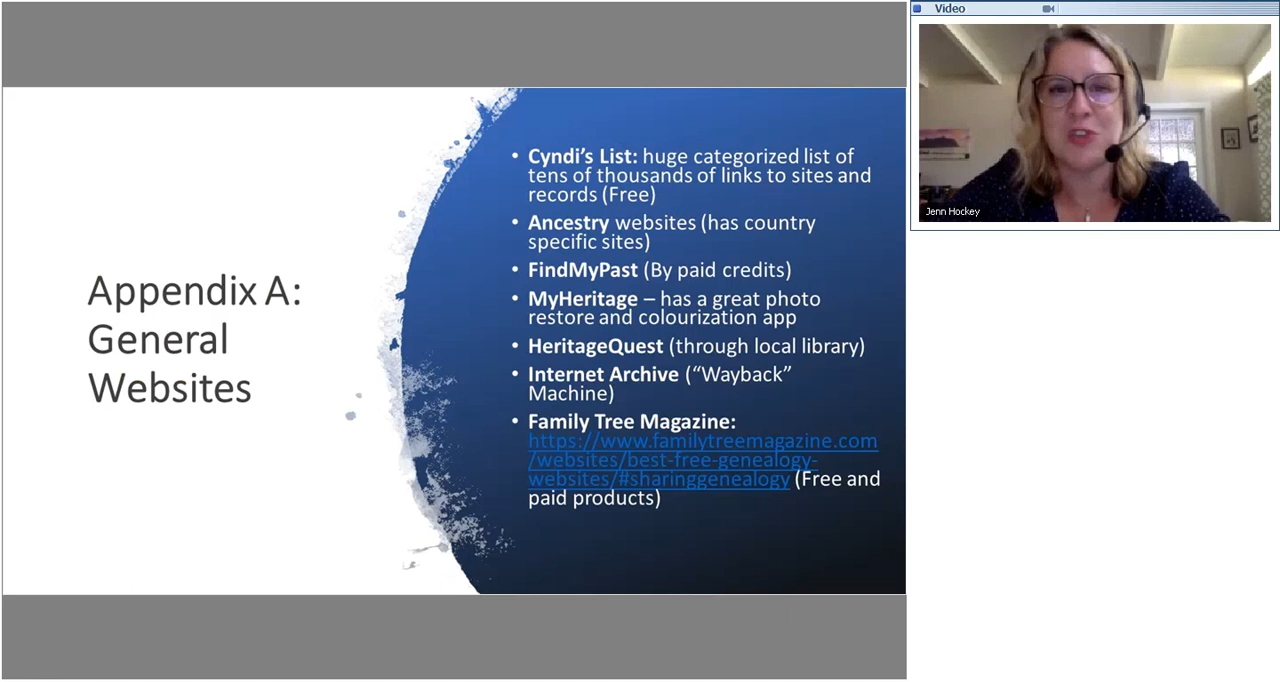 Video
Jenn Hockey
Appendix A:
General
Websites
• Cyndi's List: huge categorized list of
tens of thousands of links to sites and
records (Free)
• Ancestry websites (has country
specific sites)
• FindMyPast (By paid credits)
• MyHeritage – has a great photo
restore and colourization app
• HeritageQuest (through local library)
• Internet Archive (“Wayback”
Machine)
• Family Tree Magazine:
https://www.familytreemagazine.com
/websites/best-free-genealogy-
websites/#sharinggenealogy (Free and
paid products)